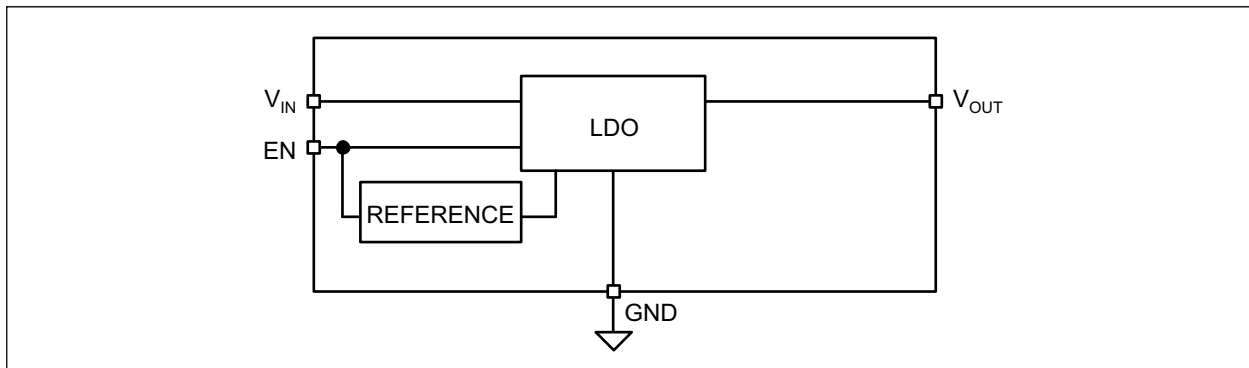 V_IN
LDO
V_OUT
EN
REFERENCE
GND